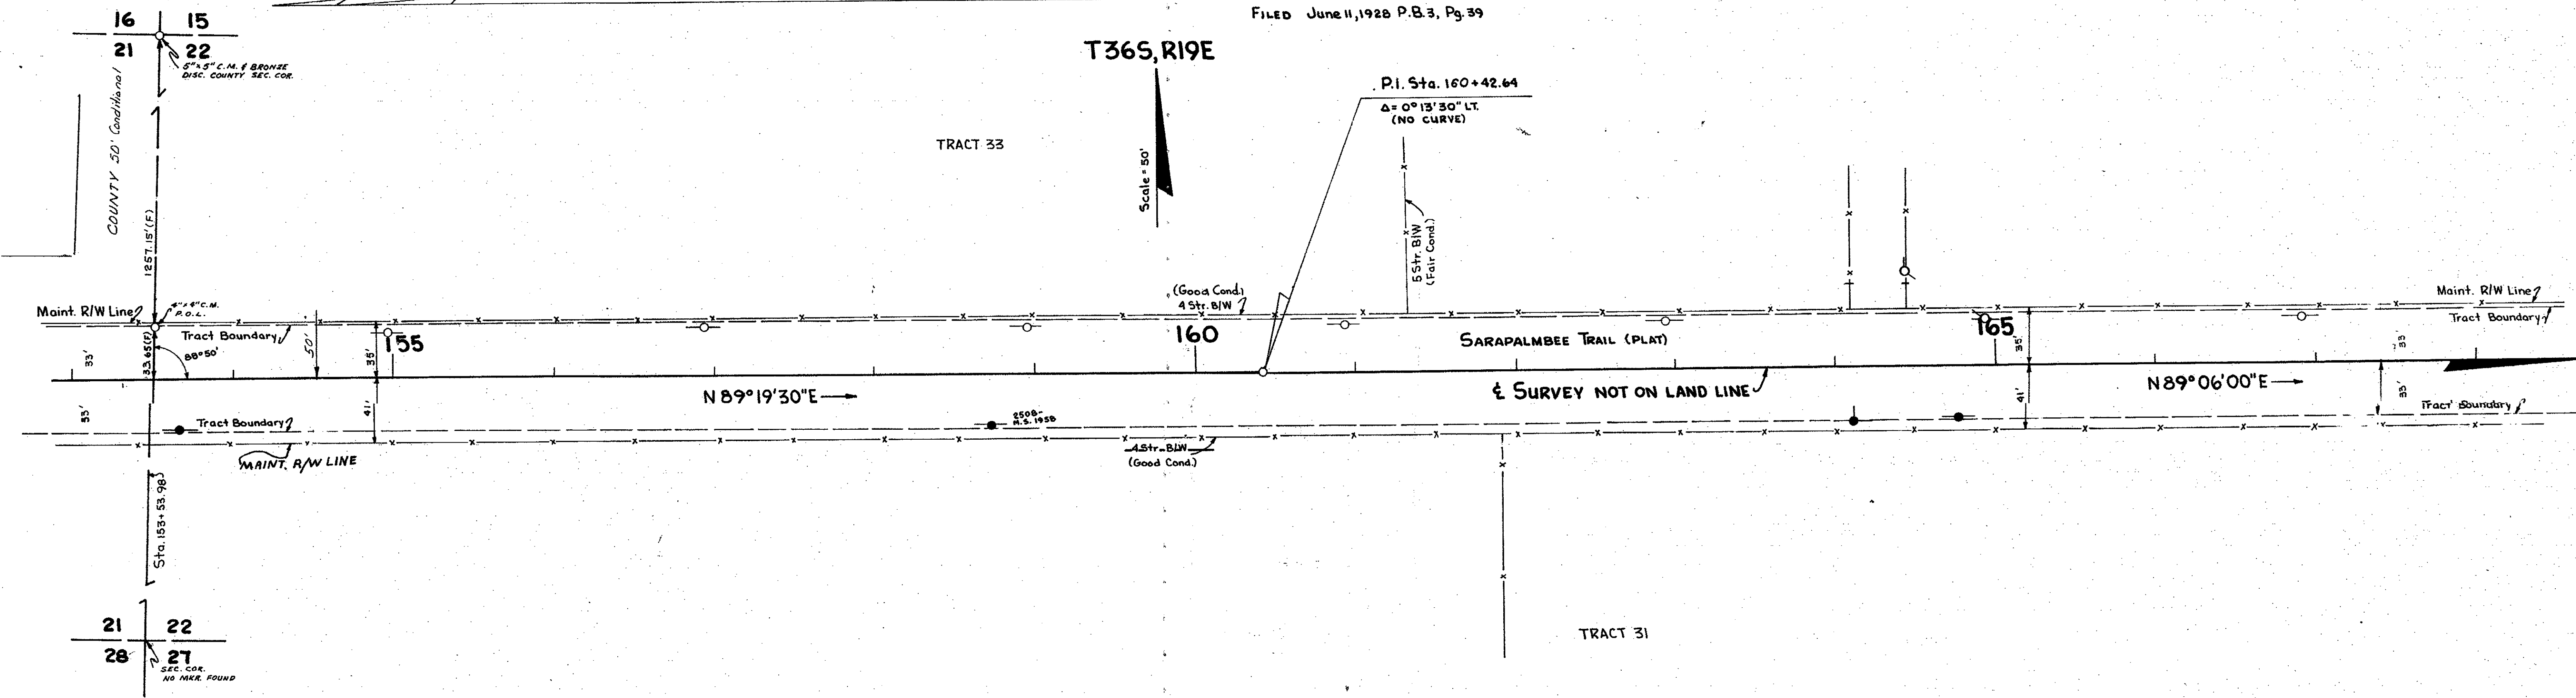 FILED June 11, 1928 P.B.3, Pg. 39
16 15
21 22
5"x5" C.M. & BRONZE
DISC. COUNTY SEC. COR.
T36S, R19E
Scale = 50'
P.I. Sta. 160+42.64
Δ= 0°13'30" LT.
(NO CURVE)
COUNTY 50' Conditional
TRACT 33
1257.15' (F)
5 Str. B/W
(Fair Cond.)
Maint. R/W Line
4"x4" C.M.
P.O.L.
(Good Cond.)
4 Str. B/W
Maint. R/W Line
Tract Boundary
Tract Boundary
33'
33.65 (F)
88°50'
50'
35'
155
160
SARAPALMBEE TRAIL (PLAT)
165
35'
33'
N 89°19'30"E
℄ SURVEY NOT ON LAND LINE
N 89°06'00"E
33'
41'
41'
33'
Tract Boundary
2508-
M.S. 1958
Tract Boundary
MAINT. R/W LINE
4 Str. B/W
(Good Cond.)
Sta. 153+53.98
21 22
28 27
SEC. COR.
NO MKR. FOUND
TRACT 31